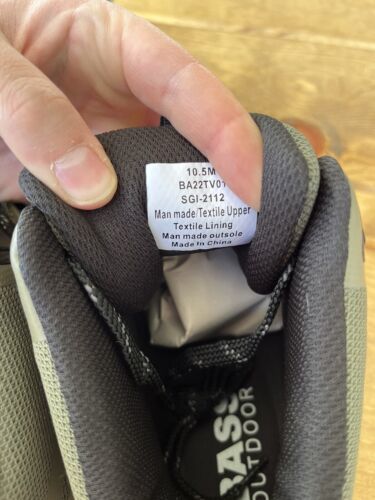 10.5M
BA22TV01
SGI-2112
Man made/Textile Upper
Textile Lining
Man made outsole
Made In China
BASS
OUTDOOR